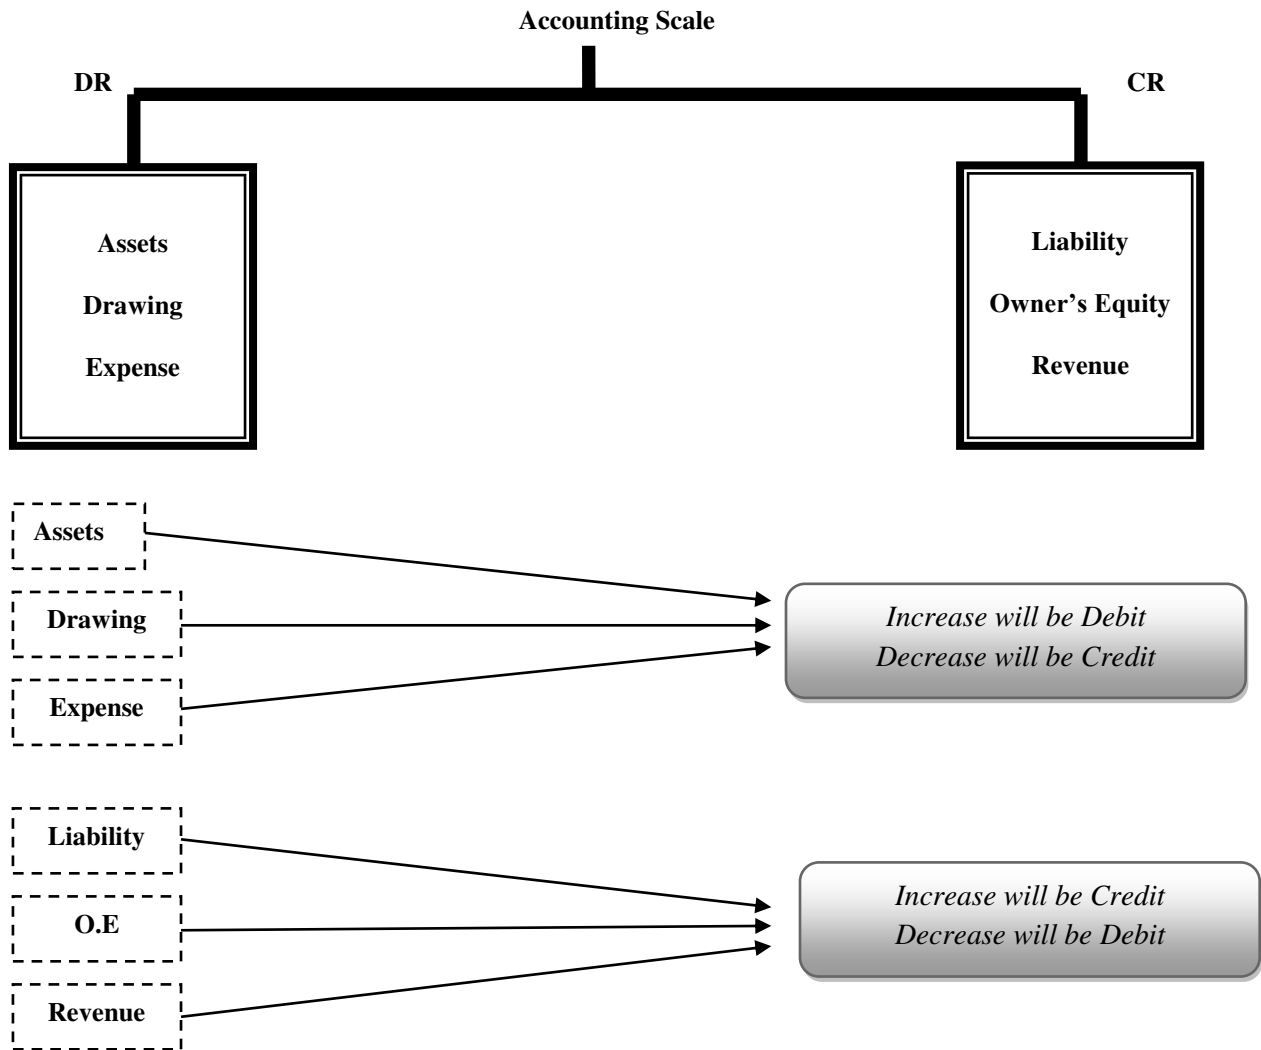 Accounting Scale
DR
CR
Assets
Drawing
Expense
Liability
Owner’s Equity
Revenue
Assets
Drawing
Expense
Increase will be Debit
Decrease will be Credit
Liability
O.E
Revenue
Increase will be Credit
Decrease will be Debit